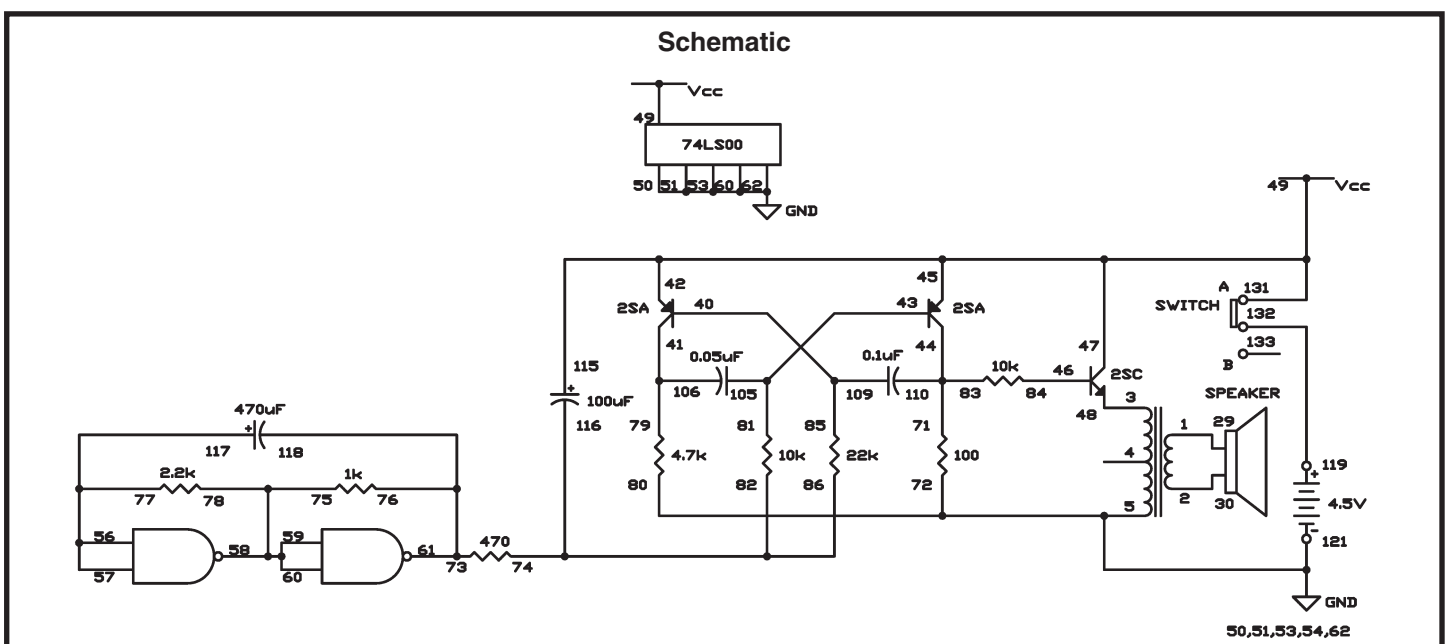 Schematic
Vcc
49
74LS00
50 51 53 60 62
GND
49 Vcc
42
45
2SA 40
43 2SA
A 131
SWITCH
132
133
B
41
44
47
0.05uF
0.1uF
10k
46
2SC
106 105
109 110
83 84
48
115
100uF
116
SPEAKER
3
1 29
4
2 30
5
470uF
117 118
79
4.7k
80
81
10k
82
85
22k
86
71
100
72
119
+
4.5V
-
121
2.2k
77 78
1k
75 76
56
57
58
59
60
61
470
73 74
GND
50,51,53,54,62